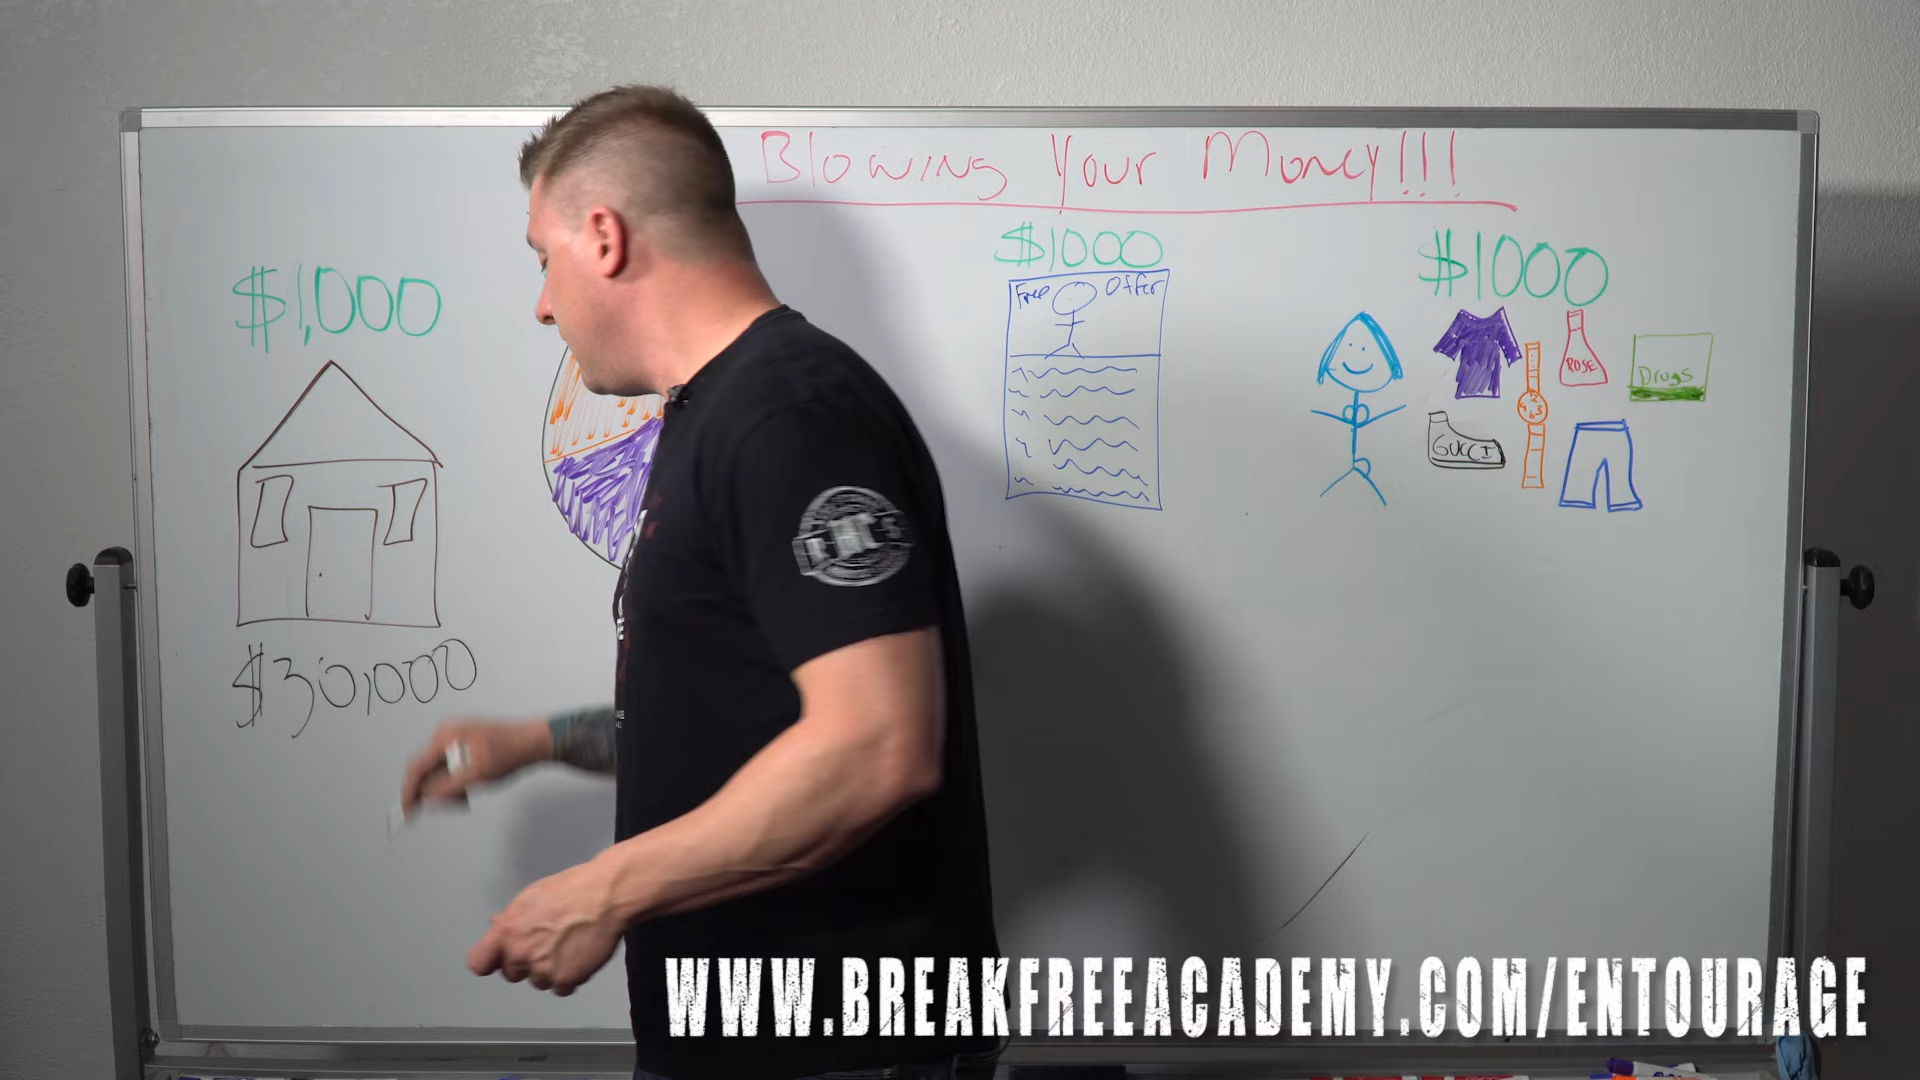 Blowing Your Money!!!
$1,000
$1000
$1000
Free Offer
ROSE
Drugs
GUCCI
$30,000
WWW.BREAKFREEACADEMY.COM/ENTOURAGE